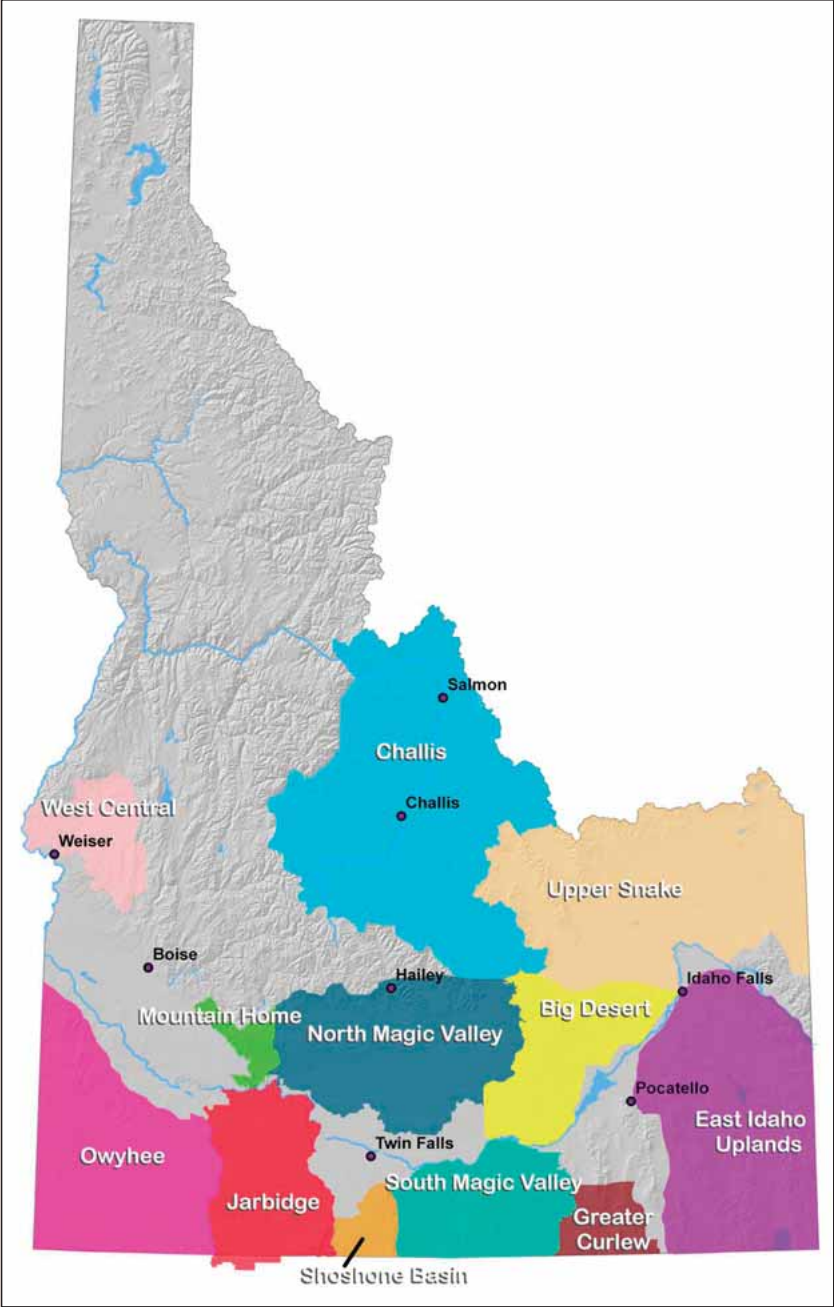 Salmon
Challis
Challis
West Central
Weiser
Upper Snake
Boise
Hailey
Idaho Falls
Mountain Home
North Magic Valley
Big Desert
Pocatello
East Idaho
Uplands
Owyhee
Twin Falls
South Magic Valley
Jarbidge
Greater
Curlew
Shoshone Basin